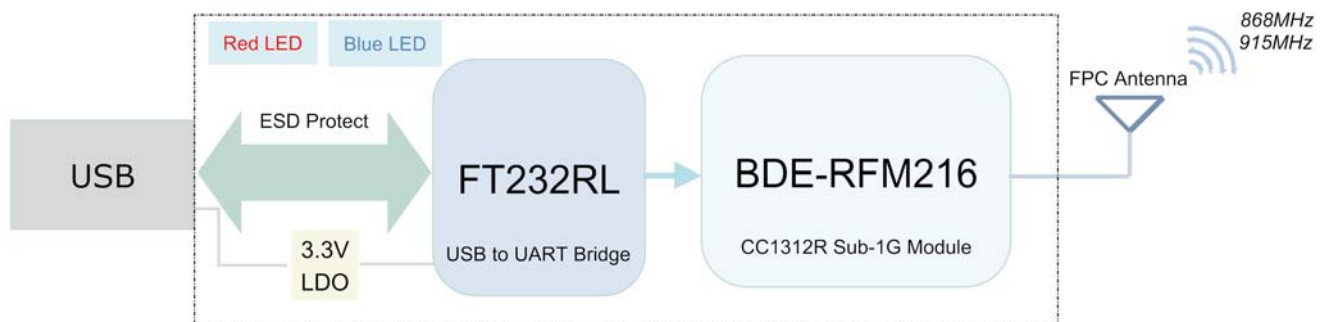 868MHz
915MHz
Red LED
Blue LED
FPC Antenna
ESD Protect
USB
FT232RL
BDE-RFM216
USB to UART Bridge
CC1312R Sub-1G Module
3.3V
LDO